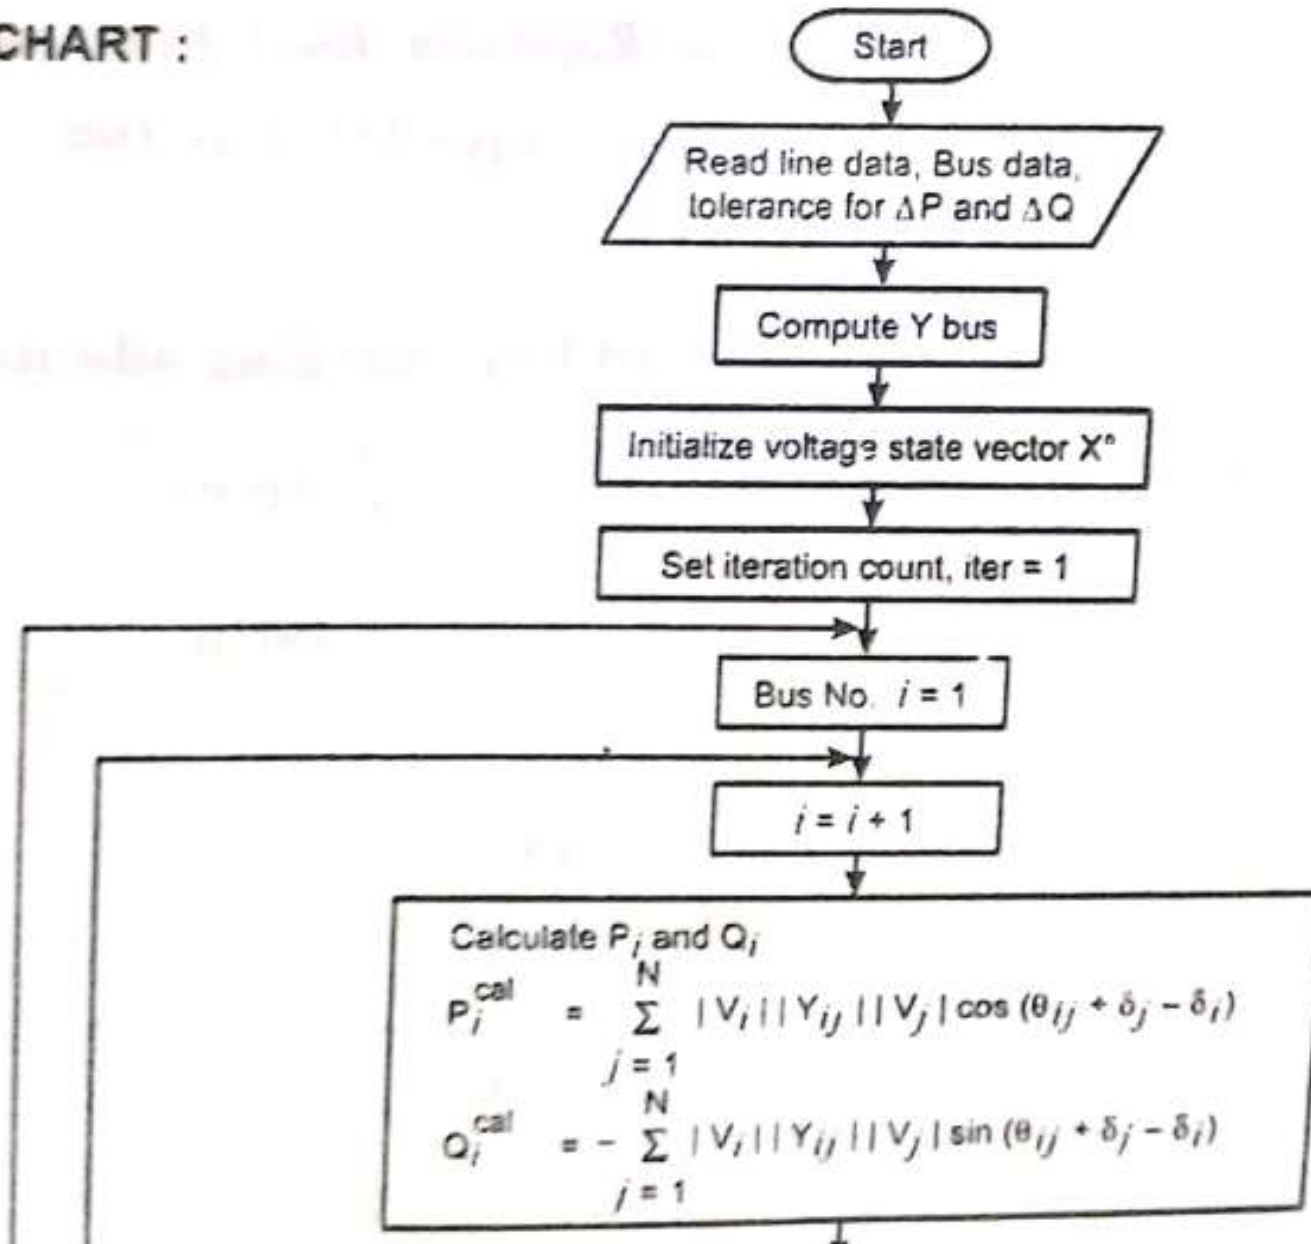 CHART :
Start
Read line data, Bus data,
tolerance for ΔP and ΔQ
Compute Y bus
Initialize voltage state vector X°
Set iteration count, iter = 1
Bus No. i = 1
i = i + 1
Calculate P_i and Q_i
P_i^cal = N Σ j = 1 | V_i | | Y_ij | | V_j | cos (θ_ij + δ_j − δ_i)
Q_i^cal = − N Σ j = 1 | V_i | | Y_ij | | V_j | sin (θ_ij + δ_j − δ_i)